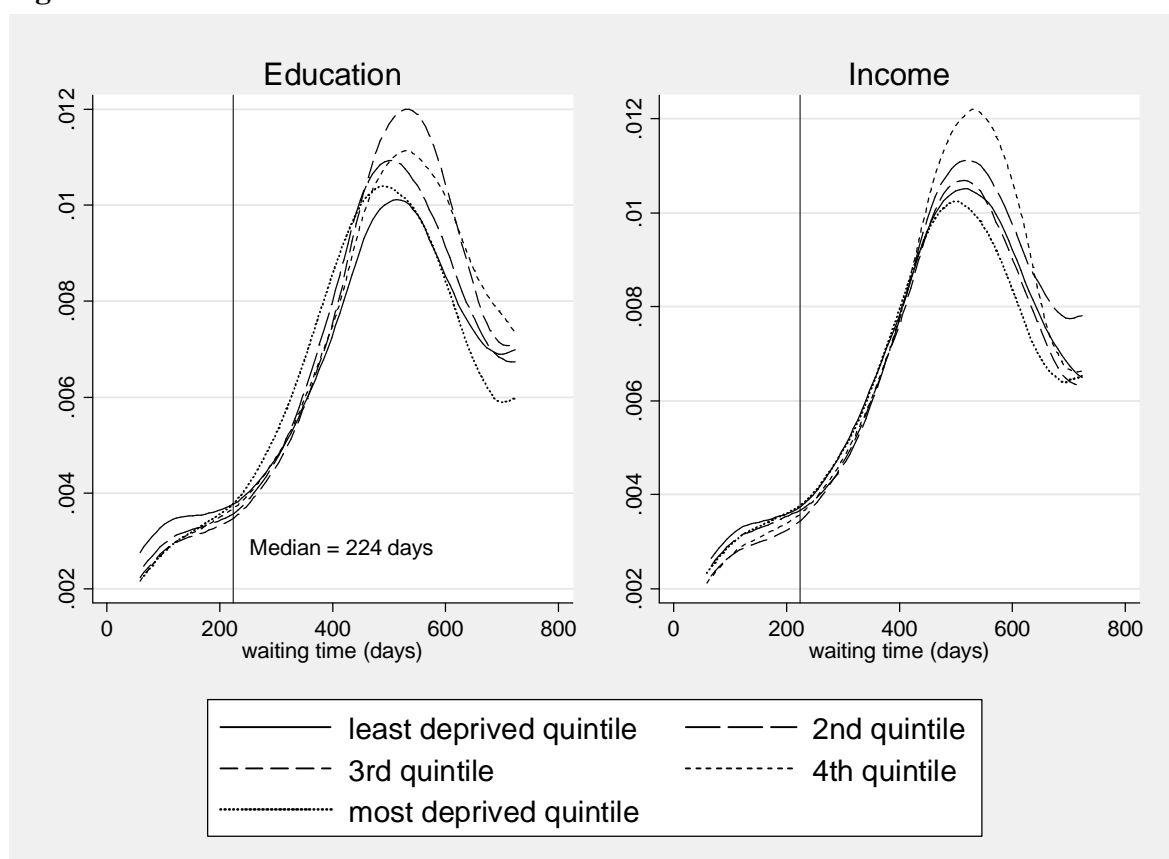 Education
.012
.01
.008
.006
.004
.002
Median = 224 days
0 200 400 600 800
waiting time (days)
Income
.012
.01
.008
.006
.004
.002
0 200 400 600 800
waiting time (days)
least deprived quintile 2nd quintile
3rd quintile 4th quintile
most deprived quintile